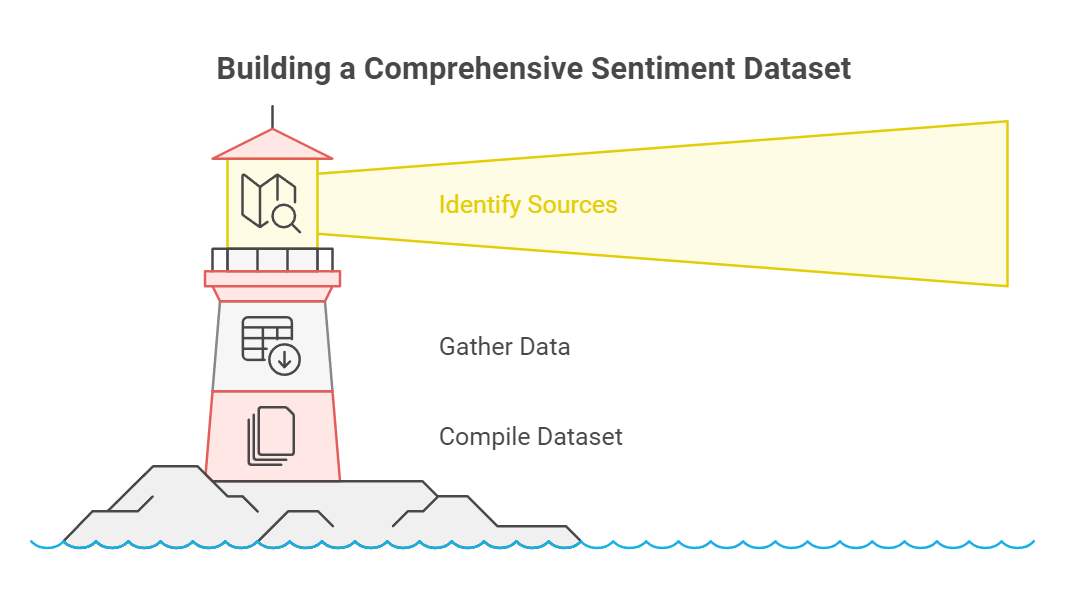 Building a Comprehensive Sentiment Dataset
Identify Sources
Gather Data
Compile Dataset